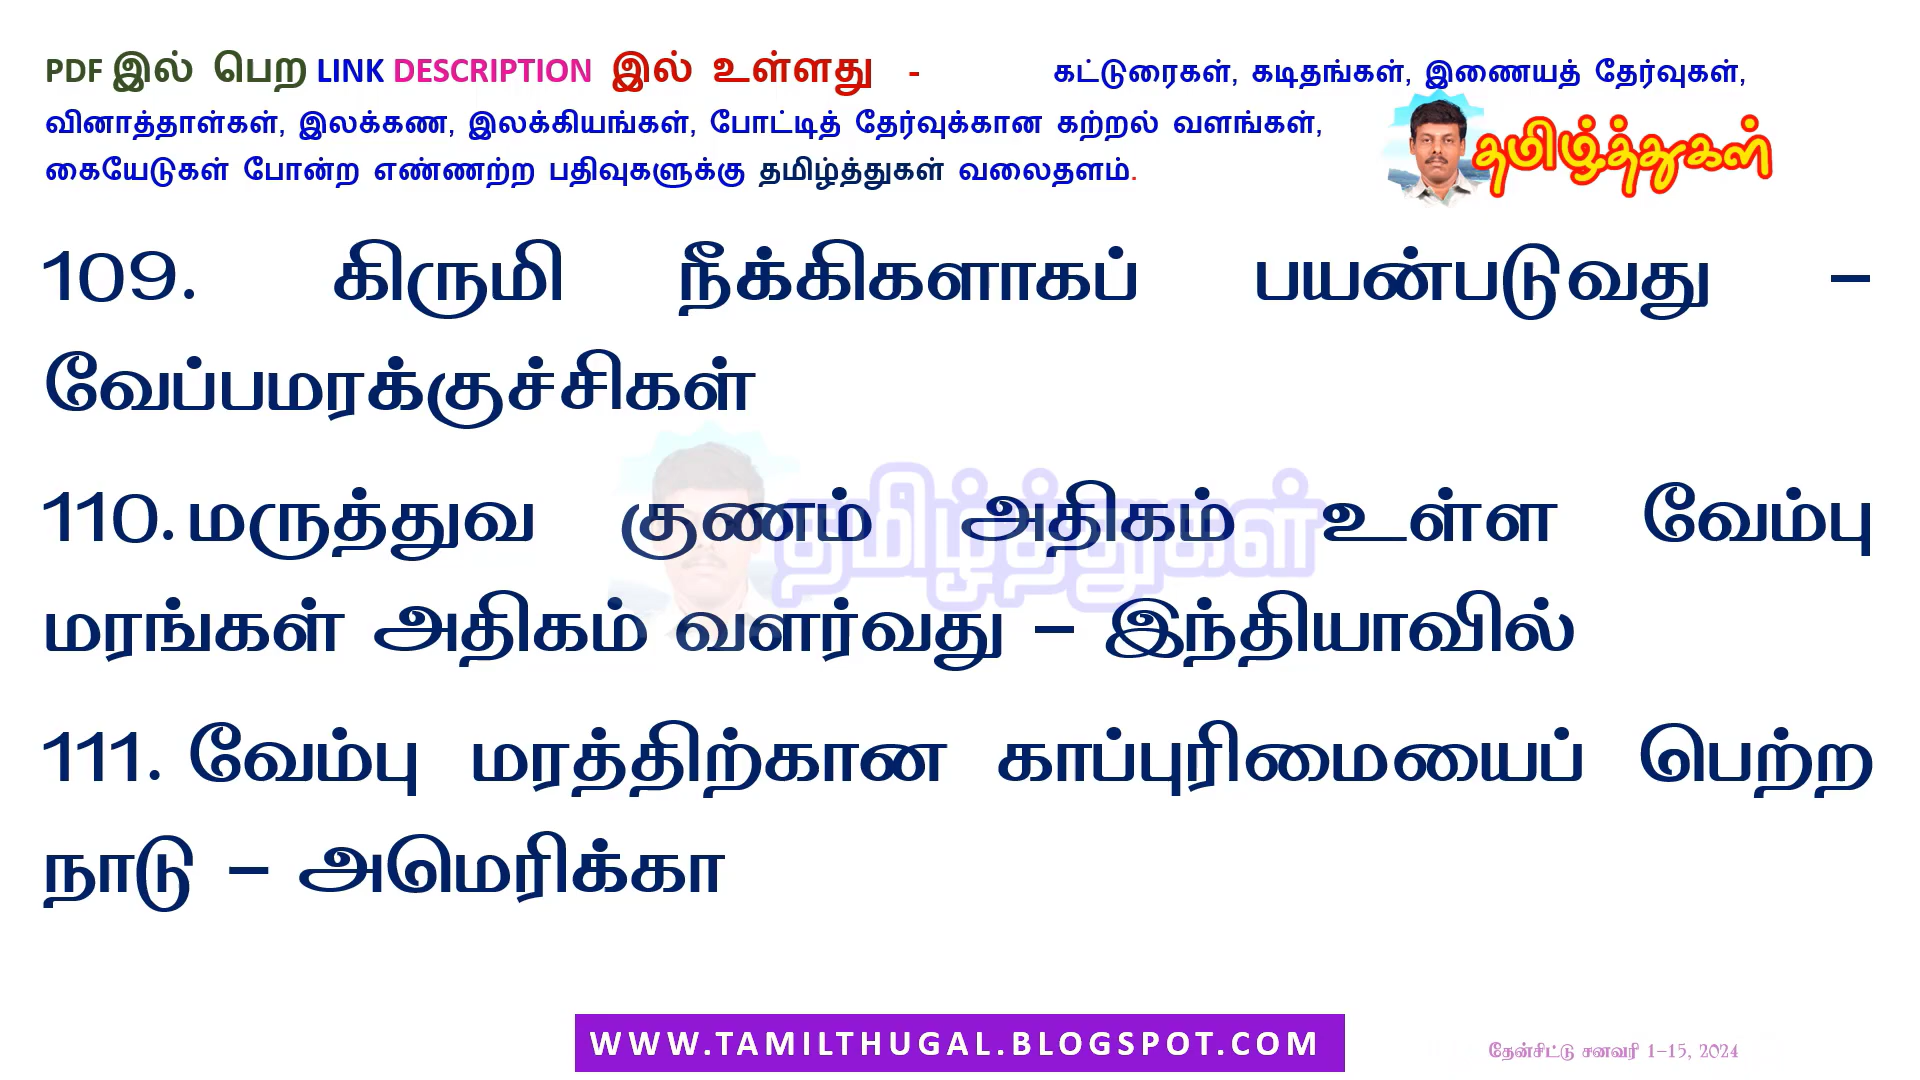 PDF இல் பெற LINK DESCRIPTION இல் உள்ளது - கட்டுரைகள், கடிதங்கள், இணையத் தேர்வுகள்,
வினாத்தாள்கள், இலக்கண, இலக்கியங்கள், போட்டித் தேர்வுக்கான கற்றல் வளங்கள்,
கையேடுகள் போன்ற எண்ணற்ற பதிவுகளுக்கு தமிழ்த்துகள் வலைதளம்.
தமிழ்த்துகள்
109. கிருமி நீக்கிகளாகப் பயண்படுவது –
வேப்பமரக்குச்சிகள்
தமிழ்த்துகள்
110. மருத்துவ குணம் அதிகம் உள்ள வேம்பு
மரங்கள் அதிகம் வளர்வது – இந்தியாவில்
111. வேம்பு மரத்திற்கான காப்புரிமையைப் பெற்ற
நாடு – அமெரிக்கா
WWW.TAMILTHUGAL.BLOGSPOT.COM
தேன்சிட்டு சனவரி 1-15, 2024